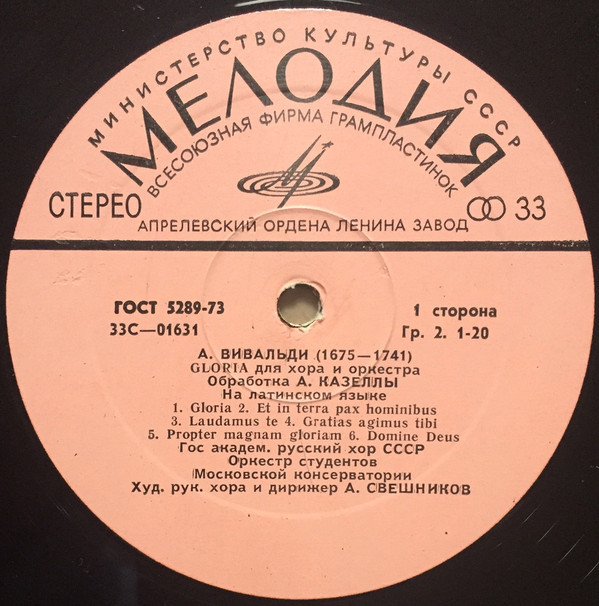 МИНИСТЕРСТВО КУЛЬТУРЫ СССР
МЕЛОДИЯ
ВСЕСОЮЗНАЯ ФИРМА ГРАМПЛАСТИНОК
СТЕРЕО
33
АПРЕЛЕВСКИЙ ОРДЕНА ЛЕНИНА ЗАВОД
ГОСТ 5289-73
33С—01631
1 сторона
Гр. 2. 1-20
А. ВИВАЛЬДИ (1675—1741)
GLORIA для хора и оркестра
Обработка А. КАЗЕЛЛЫ
На латинском языке
1. Gloria 2. Et in terra pax hominibus
3. Laudamus te 4. Gratias agimus tibi
5. Propter magnam gloriam 6. Domine Deus
Гос академ. русский хор СССР
Оркестр студентов
Московской консерватории
Худ. рук. хора и дирижер А. СВЕШНИКОВ